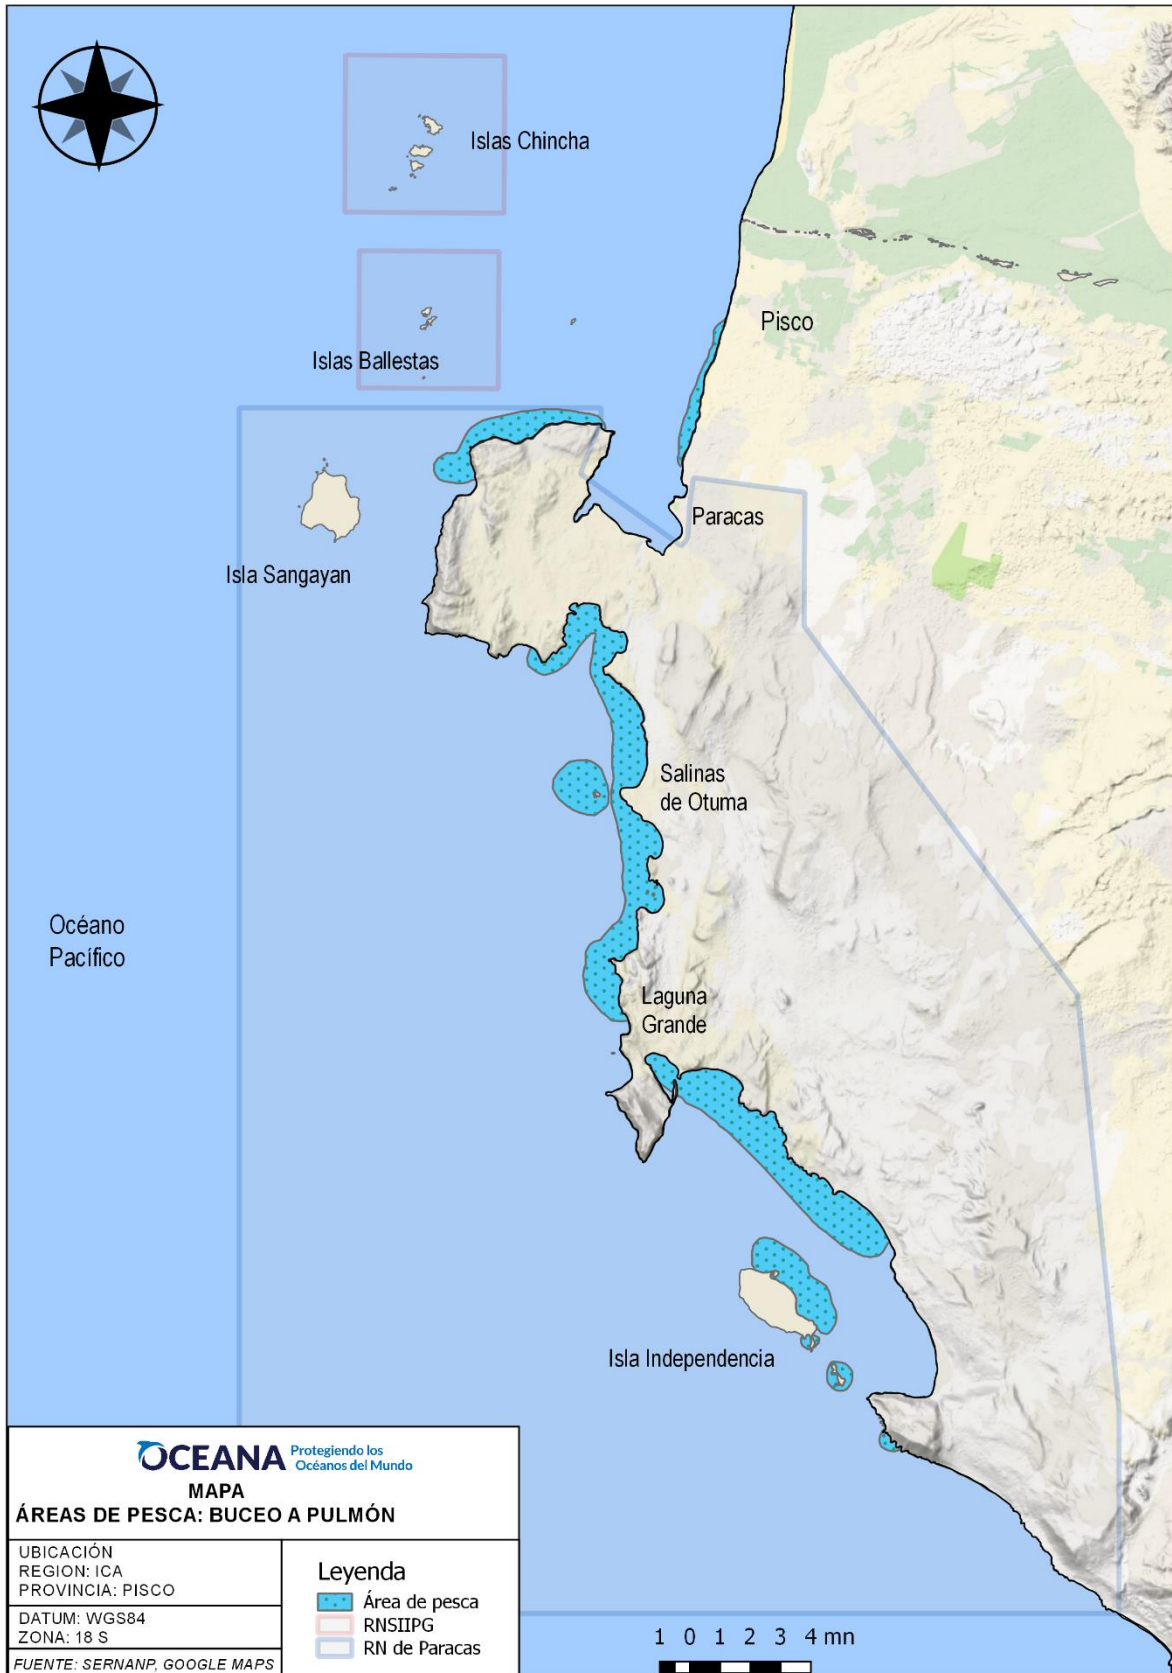 Islas Chincha
Pisco
Islas Ballestas
Paracas
Isla Sangayan
Salinas
de Otuma
Océano
Pacífico
Laguna
Grande
Isla Independencia
OCEANA Protegiendo los
Océanos del Mundo
MAPA
ÁREAS DE PESCA: BUCEO A PULMÓN
UBICACIÓN
REGION: ICA
PROVINCIA: PISCO
DATUM: WGS84
ZONA: 18 S
FUENTE: SERNANP, GOOGLE MAPS
Leyenda
Área de pesca
RNSIIPG
RN de Paracas
1 0 1 2 3 4 mn